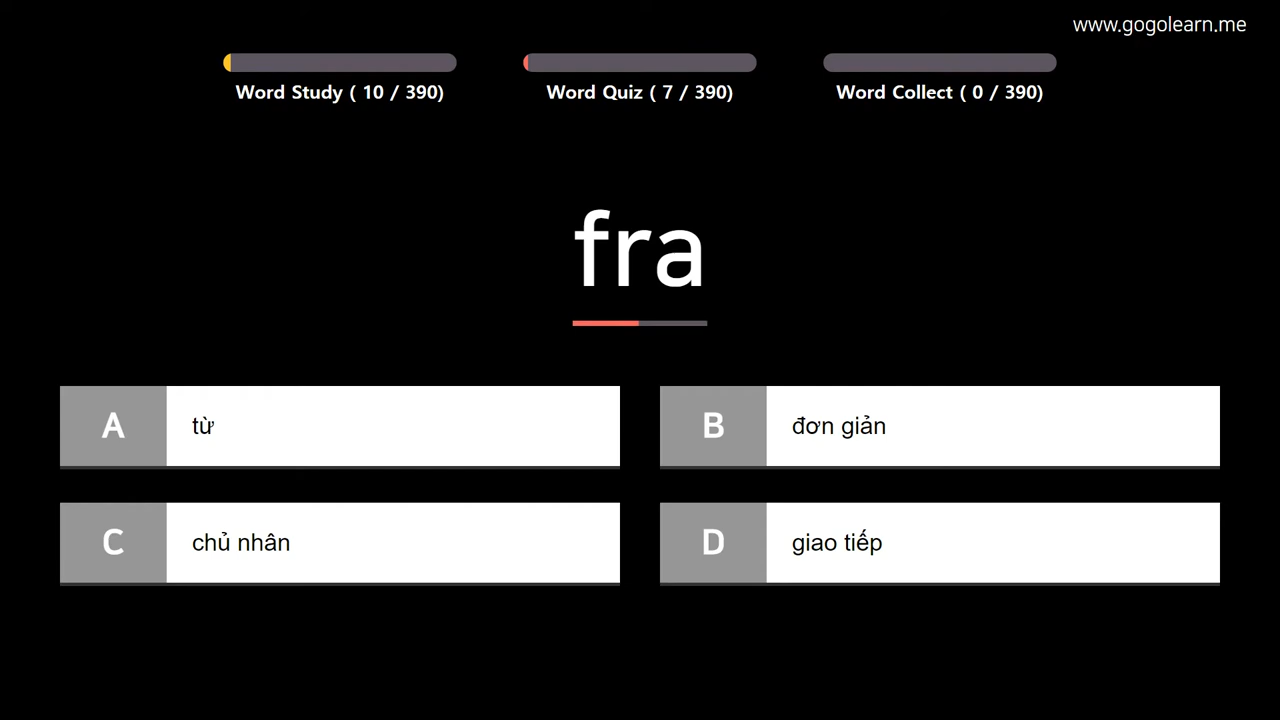 www.gogolearn.me
Word Study ( 10 / 390)
Word Quiz ( 7 / 390)
Word Collect ( 0 / 390)
fra
A từ
B đơn giản
C chủ nhân
D giao tiếp